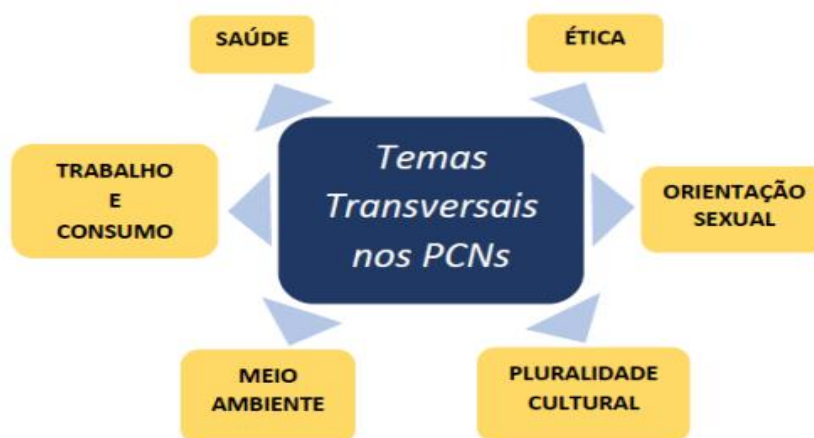 SAÚDE
ÉTICA
TRABALHO
E
CONSUMO
Temas
Transversais
nos PCNs
ORIENTAÇÃO
SEXUAL
MEIO
AMBIENTE
PLURALIDADE
CULTURAL